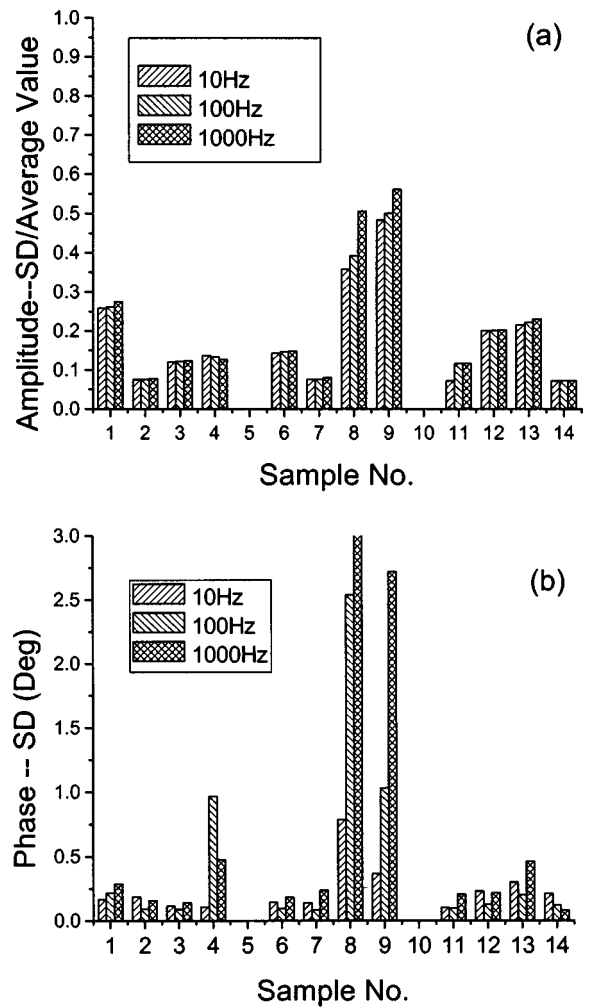 (a)
1.0
0.9
0.8
0.7
0.6
0.5
0.4
0.3
0.2
0.1
0.0
Amplitude--SD/Average Value
10Hz
100Hz
1000Hz
1 2 3 4 5 6 7 8 9 10 11 12 13 14
Sample No.
(b)
3.0
2.5
2.0
1.5
1.0
0.5
0.0
Phase -- SD (Deg)
10Hz
100Hz
1000Hz
1 2 3 4 5 6 7 8 9 10 11 12 13 14
Sample No.